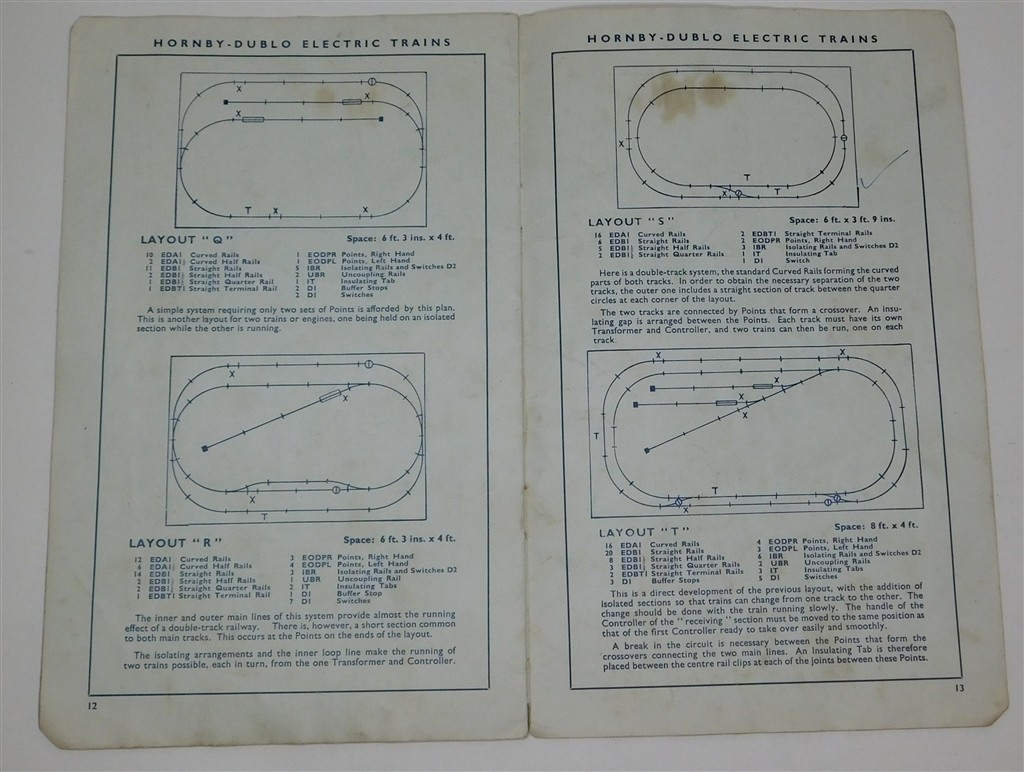 HORNBY-DUBLO ELECTRIC TRAINS
LAYOUT "Q"
Space: 6 ft. 3 ins. x 4 ft.
10 EDA1 Curved Rails
2 EDA1½ Curved Half Rails
11 EDB1 Straight Rails
2 EDB1½ Straight Half Rails
1 EDB1¼ Straight Quarter Rail
1 EDBT1 Straight Terminal Rail
1 EODPR Points, Right Hand
1 EODPL Points, Left Hand
5 IBR Isolating Rails and Switches D2
2 UBR Uncoupling Rails
1 IT Insulating Tab
2 D1 Buffer Stops
2 D1 Switches
A simple system requiring only two sets of Points is afforded by this plan.
This is another layout for two trains or engines, one being held on an isolated
section while the other is running.
LAYOUT "R"
Space: 6 ft. 3 ins. x 4 ft.
12 EDA1 Curved Rails
6 EDA1½ Curved Half Rails
14 EDB1 Straight Rails
2 EDB1½ Straight Half Rails
2 EDB1¼ Straight Quarter Rails
1 EDBT1 Straight Terminal Rail
3 EODPR Points, Right Hand
4 EODPL Points, Left Hand
3 IBR Isolating Rails and Switches D2
1 UBR Uncoupling Rail
2 IT Insulating Tabs
1 D1 Buffer Stop
7 D1 Switches
The inner and outer main lines of this system provide almost the running
effect of a double-track railway. There is, however, a short section common
to both main tracks. This occurs at the Points on the ends of the layout.
The isolating arrangements and the inner loop line make the running of
two trains possible, each in turn, from the one Transformer and Controller.
12
HORNBY-DUBLO ELECTRIC TRAINS
LAYOUT "S"
Space: 6 ft. x 3 ft. 9 ins.
16 EDA1 Curved Rails
6 EDB1 Straight Rails
5 EDB1½ Straight Half Rails
2 EDB1¼ Straight Quarter Rails
2 EDBT1 Straight Terminal Rails
2 EODPR Points, Right Hand
3 IBR Isolating Rails and Switches D2
1 IT Insulating Tab
1 D1 Switch
Here is a double-track system, the standard Curved Rails forming the curved
parts of both tracks. In order to obtain the necessary separation of the two
tracks, the outer one includes a straight section of track between the quarter
circles at each corner of the layout.
The two tracks are connected by Points that form a crossover. An insu-
lating gap is arranged between the Points. Each track must have its own
Transformer and Controller, and two trains can then be run, one on each
track.
LAYOUT "T"
Space: 8 ft. x 4 ft.
16 EDA1 Curved Rails
20 EDB1 Straight Rails
8 EDB1½ Straight Half Rails
3 EDB1¼ Straight Quarter Rails
2 EDBT1 Straight Terminal Rails
3 D1 Buffer Stops
4 EODPR Points, Right Hand
3 EODPL Points, Left Hand
6 IBR Isolating Rails and Switches D2
2 UBR Uncoupling Rails
3 IT Insulating Tabs
5 D1 Switches
This is a direct development of the previous layout, with the addition of
Isolated sections so that trains can change from one track to the other. The
change should be done with the train running slowly. The handle of the
Controller of the "receiving" section must be moved to the same position as
that of the first Controller ready to take over easily and smoothly.
A break in the circuit is necessary between the Points that form the
crossovers connecting the two main lines. An Insulating Tab is therefore
placed between the centre rail clips at each of the joints between these Points.
13